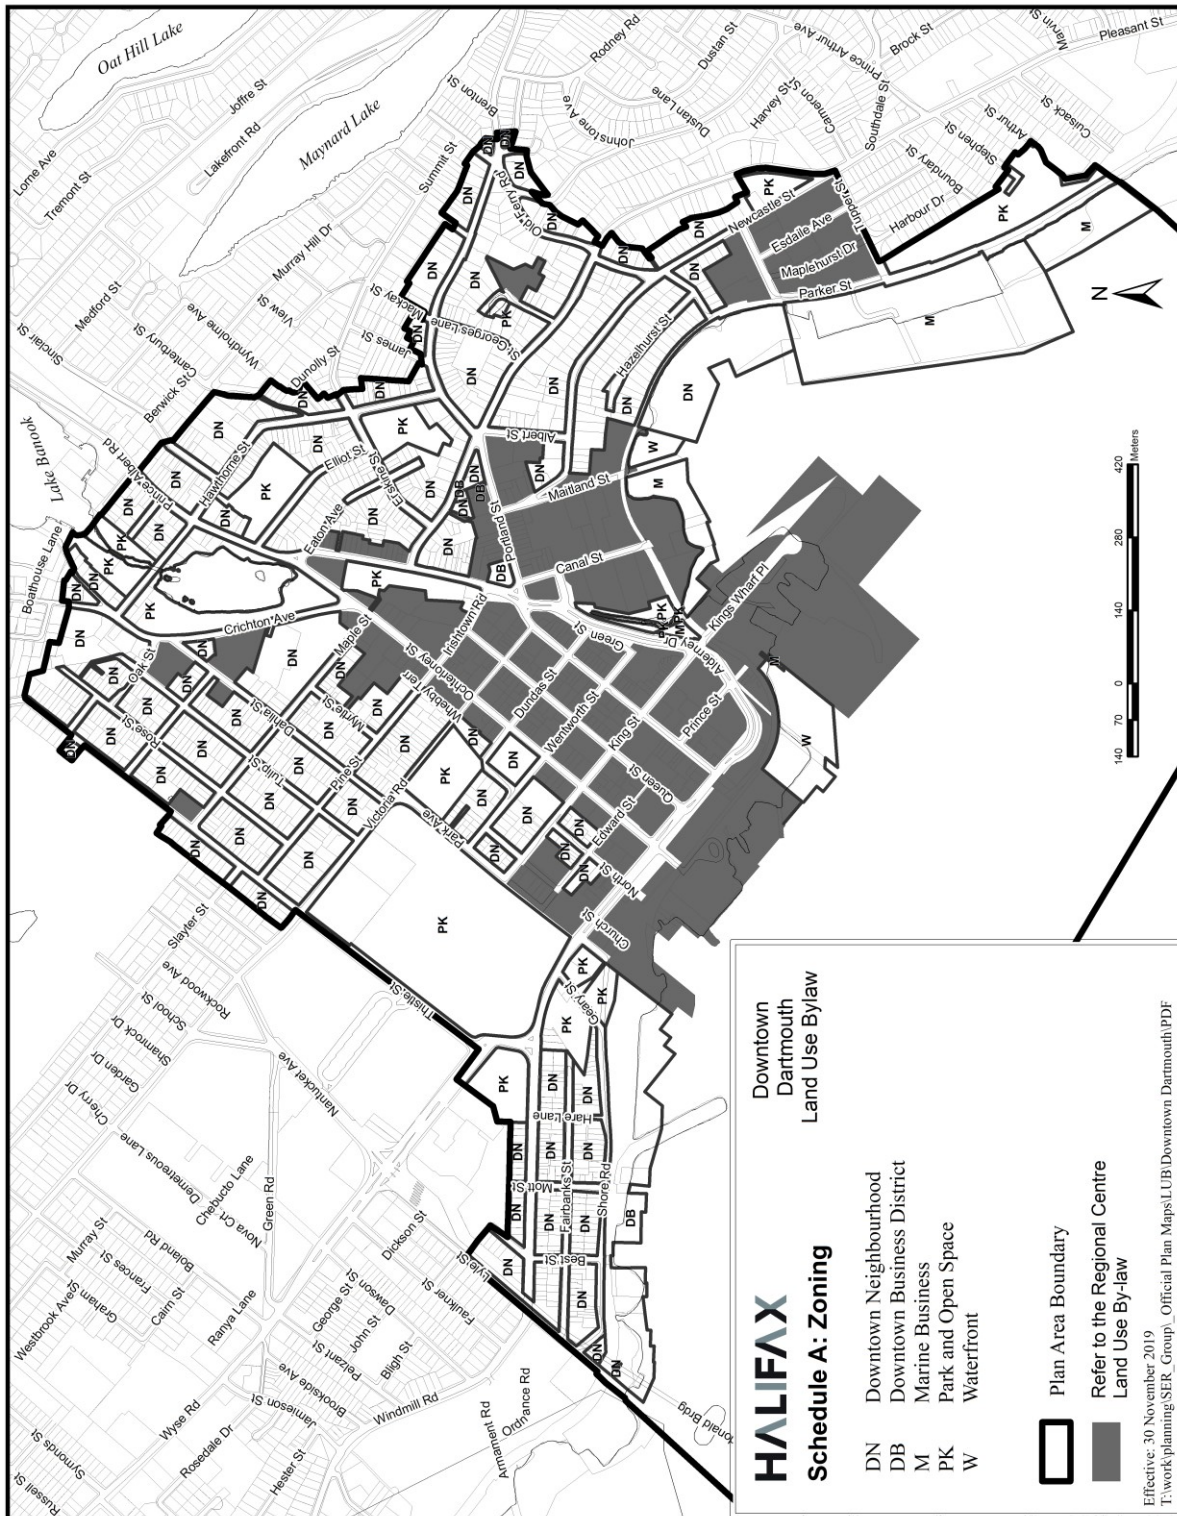 HALIFAX
Schedule A: Zoning
Downtown
Dartmouth
Land Use Bylaw
DN Downtown Neighbourhood
DB Downtown Business District
M Marine Business
PK Park and Open Space
W Waterfront
Plan Area Boundary
Refer to the Regional Centre
Land Use By-law
Effective: 30 November 2019
T:\work\planning\SER_Group\_Official Plan Maps\LUB\Downtown Dartmouth\PDF
140 70 0 140 280 420
Meters
N
Oat Hill Lake
Maynard Lake
Lake Banook
Lorne Ave
Tremont St
Joffre St
Lakefront Rd
Brenton St
Summit St
Rodney Rd
Dustan St
Prince Arthur Ave
Brock St
Marvin St
Pleasant St
Johnstone Ave
Dustan Lane
Harvey St
Cameron St
Southdale St
Stephen St
Arthur St
Cusack St
Boundary St
Harbour Dr
Tupper St
Newcastle St
Esdaile Ave
Maplehurst Dr
Parker St
Old Ferry Rd
Murray Hill Dr
View St
Wyndholme Ave
Canterbury St
Medford St
Sinclair St
Berwick St
Dunolly St
James St
Mackay St
St Georges Lane
Hazelhurst St
Albert St
Maitland St
Portland St
Canal St
Erskine St
Elliot St
Eaton Ave
Hawthorne St
Prince Albert Rd
Boathouse Lane
Crichton Ave
Oak St
Rose St
Dahlia St
Tulip St
Myrtle St
Maple St
Pine St
Victoria Rd
Park Ave
Whebby Terr
Ochterloney St
Irishtown Rd
Dundas St
Wentworth St
King St
Queen St
Prince St
Green St
Alderney Dr
Kings Wharf Pl
Edward St
North St
Church St
Geary St
Thistle St
Slayter St
Rockwood Ave
School St
Shamrock Dr
Garden Dr
Cherry Dr
Nantucket Ave
Demetreous Lane
Chebucto Lane
Nova Crt
Green Rd
Boland Rd
Murray St
Frances St
Graham St
Cairn St
Westbrook Ave
Ranya Lane
Dickson St
Lyle St
Faulkner St
Dawson St
George St
John St
Pelzant St
Bligh St
Brookside Ave
Jamieson St
Windmill Rd
Wyse Rd
Rosedale Dr
Hester St
Symonds St
Russell St
Armament Rd
Ordnance Rd
Hare Lane
Mott St
Fairbanks St
Shore Rd
Best St
onald Brdg
DN
DB
PK
M
W